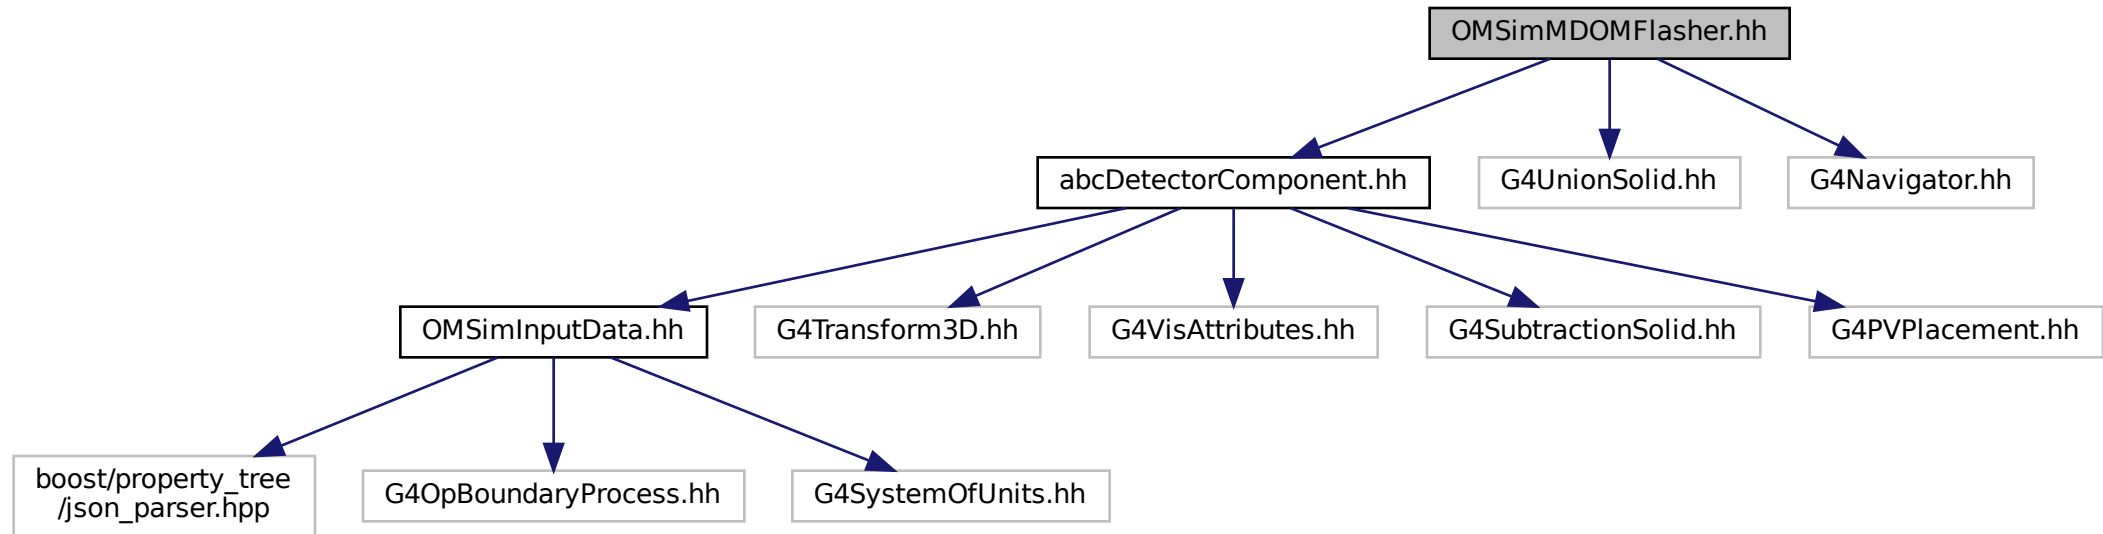 OMSimMDOMFlasher.hh
abcDetectorComponent.hh
G4UnionSolid.hh
G4Navigator.hh
OMSimInputData.hh
G4Transform3D.hh
G4VisAttributes.hh
G4SubtractionSolid.hh
G4PVPlacement.hh
boost/property_tree
/json_parser.hpp
G4OpBoundaryProcess.hh
G4SystemOfUnits.hh